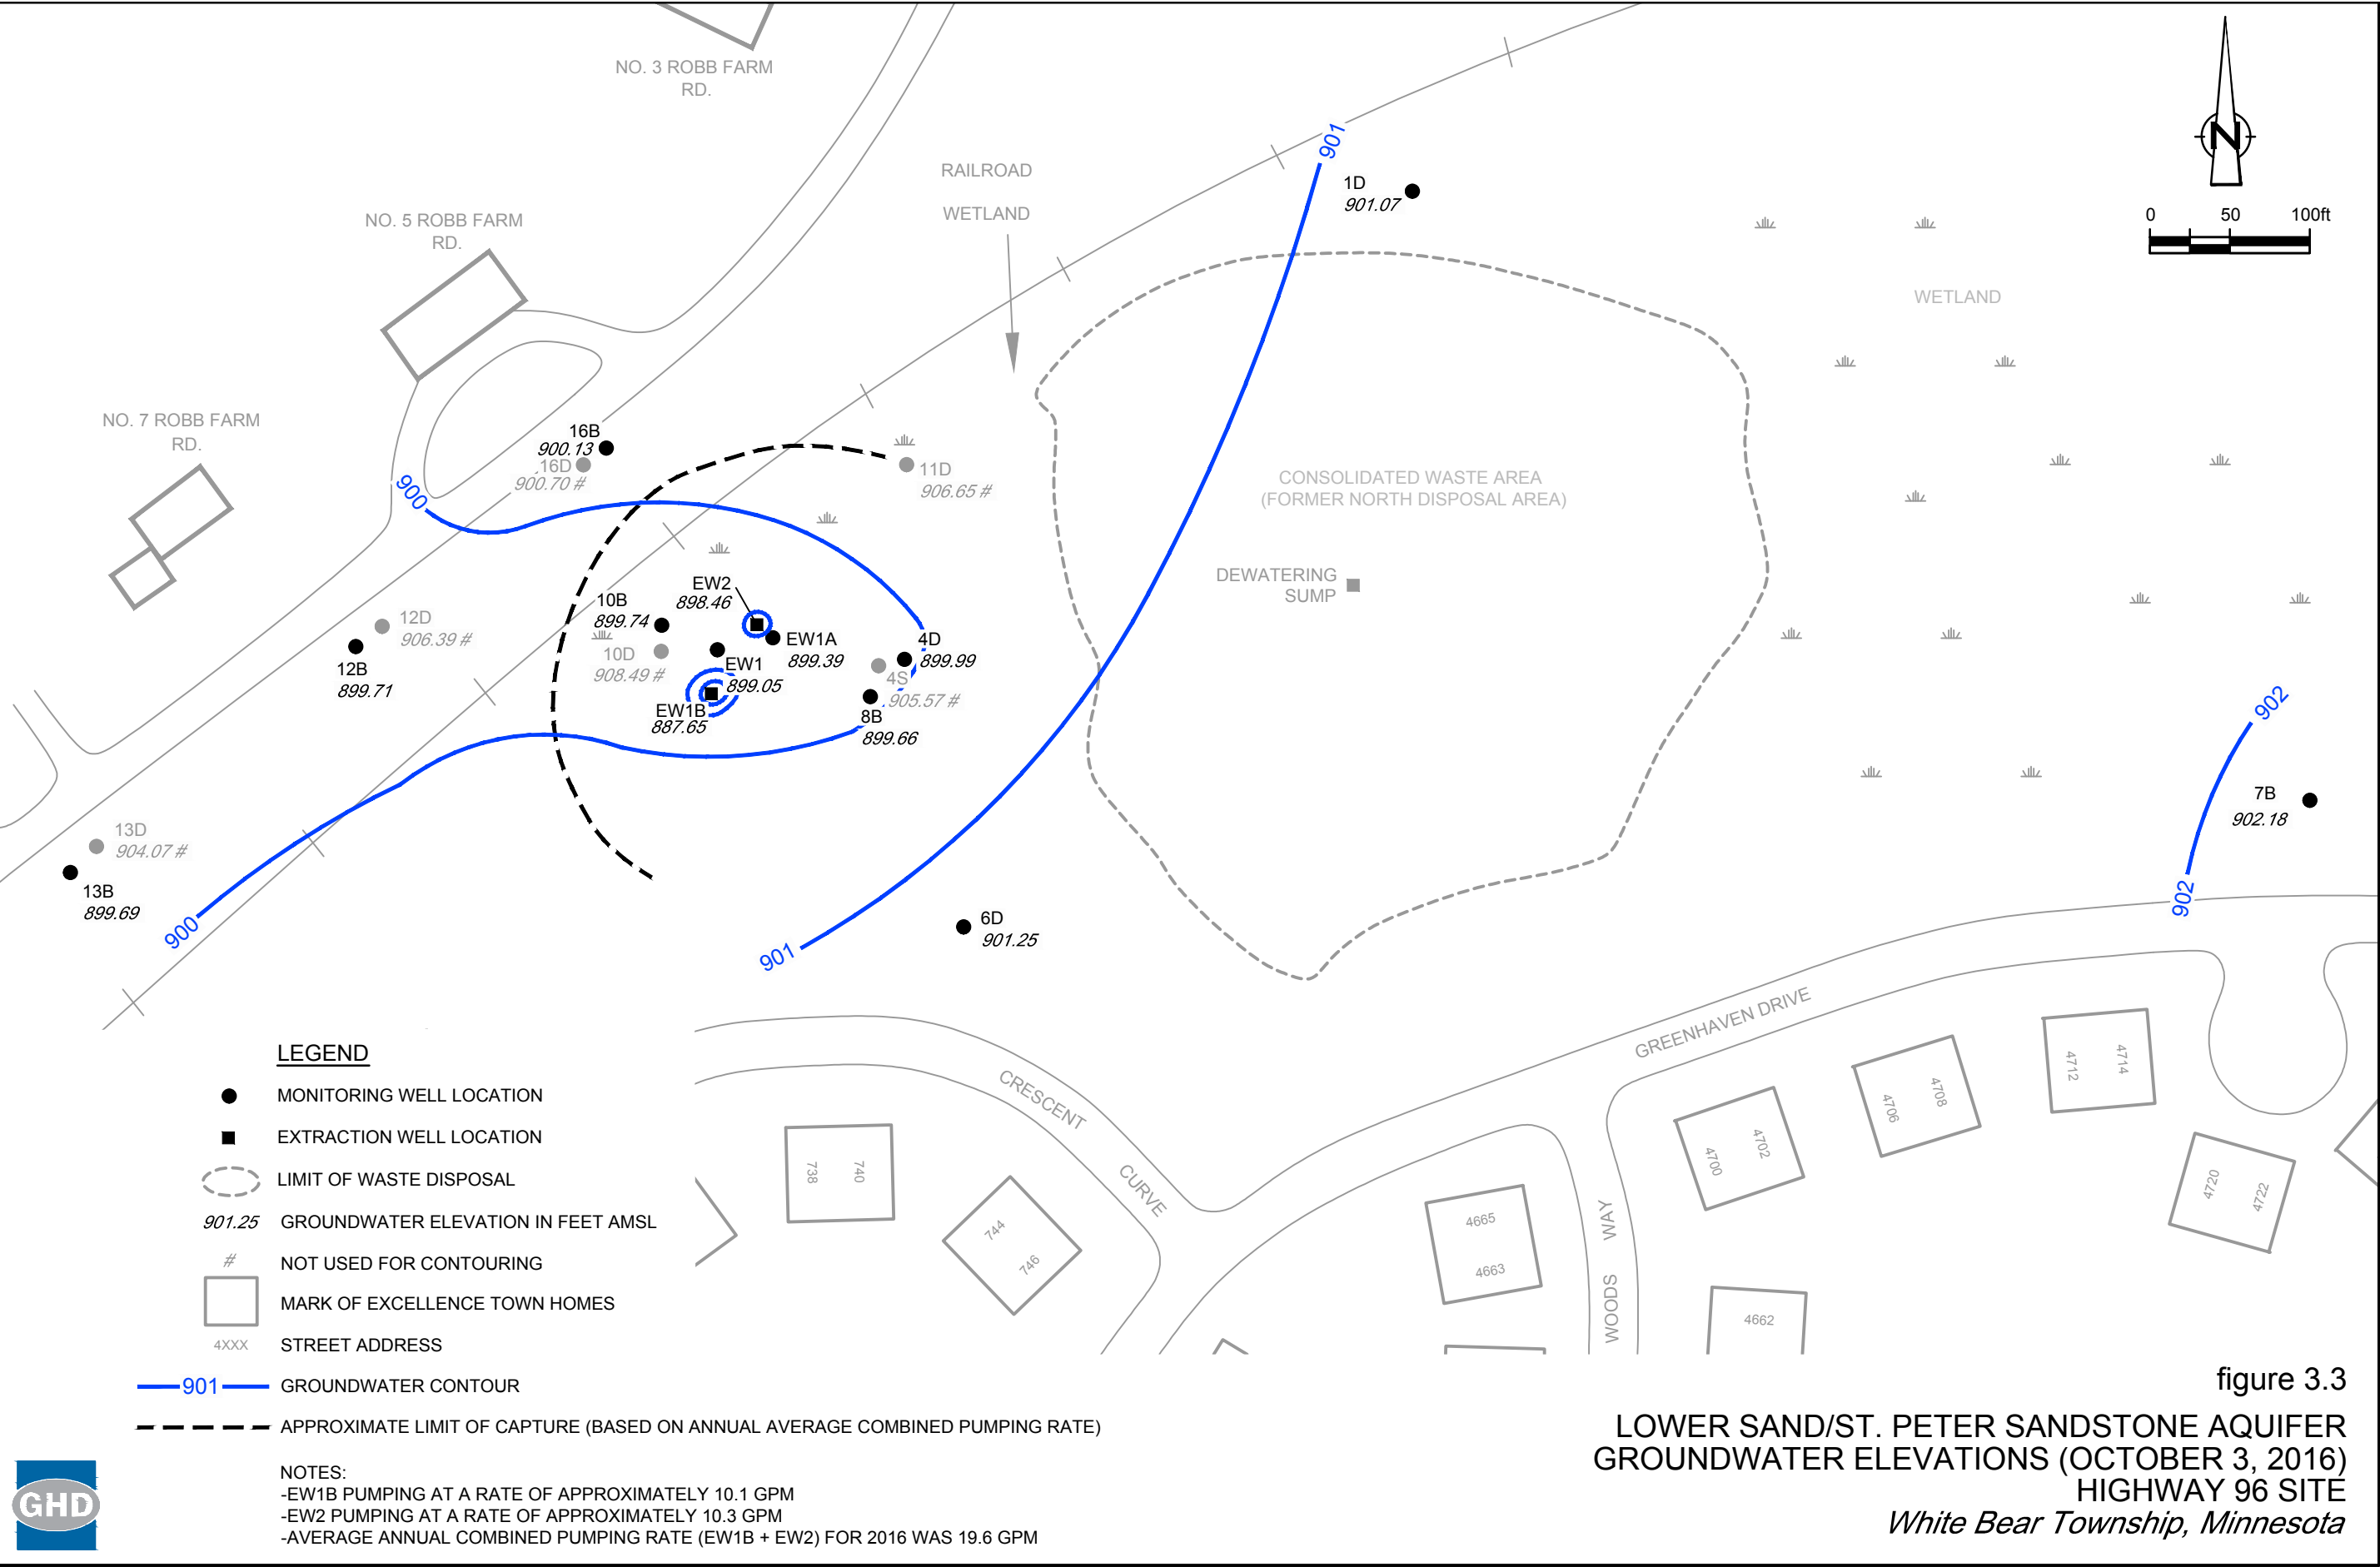 NO. 3 ROBB FARM
RD.
901
RAILROAD
WETLAND
1D
901.07
N
0 50 100ft
NO. 5 ROBB FARM
RD.
WETLAND
NO. 7 ROBB FARM
RD.
16B
900.13
16D
900.70 #
11D
906.65 #
900
CONSOLIDATED WASTE AREA
(FORMER NORTH DISPOSAL AREA)
DEWATERING
SUMP
EW2
898.46
10B
899.74
12D
906.39 #
EW1A
899.39
4D
899.99
10D
908.49 #
EW1
899.05
12B
899.71
4S
905.57 #
EW1B
887.65
8B
899.66
902
7B
902.18
13D
904.07 #
13B
899.69
900
901
6D
901.25
902
GREENHAVEN DRIVE
CRESCENT
CURVE
WOODS WAY
738
740
744
746
4665
4663
4700
4702
4706
4708
4712
4714
4720
4722
4662
LEGEND
MONITORING WELL LOCATION
EXTRACTION WELL LOCATION
LIMIT OF WASTE DISPOSAL
901.25 GROUNDWATER ELEVATION IN FEET AMSL
# NOT USED FOR CONTOURING
MARK OF EXCELLENCE TOWN HOMES
4XXX STREET ADDRESS
901 GROUNDWATER CONTOUR
APPROXIMATE LIMIT OF CAPTURE (BASED ON ANNUAL AVERAGE COMBINED PUMPING RATE)
NOTES:
-EW1B PUMPING AT A RATE OF APPROXIMATELY 10.1 GPM
-EW2 PUMPING AT A RATE OF APPROXIMATELY 10.3 GPM
-AVERAGE ANNUAL COMBINED PUMPING RATE (EW1B + EW2) FOR 2016 WAS 19.6 GPM
GHD
figure 3.3
LOWER SAND/ST. PETER SANDSTONE AQUIFER
GROUNDWATER ELEVATIONS (OCTOBER 3, 2016)
HIGHWAY 96 SITE
White Bear Township, Minnesota